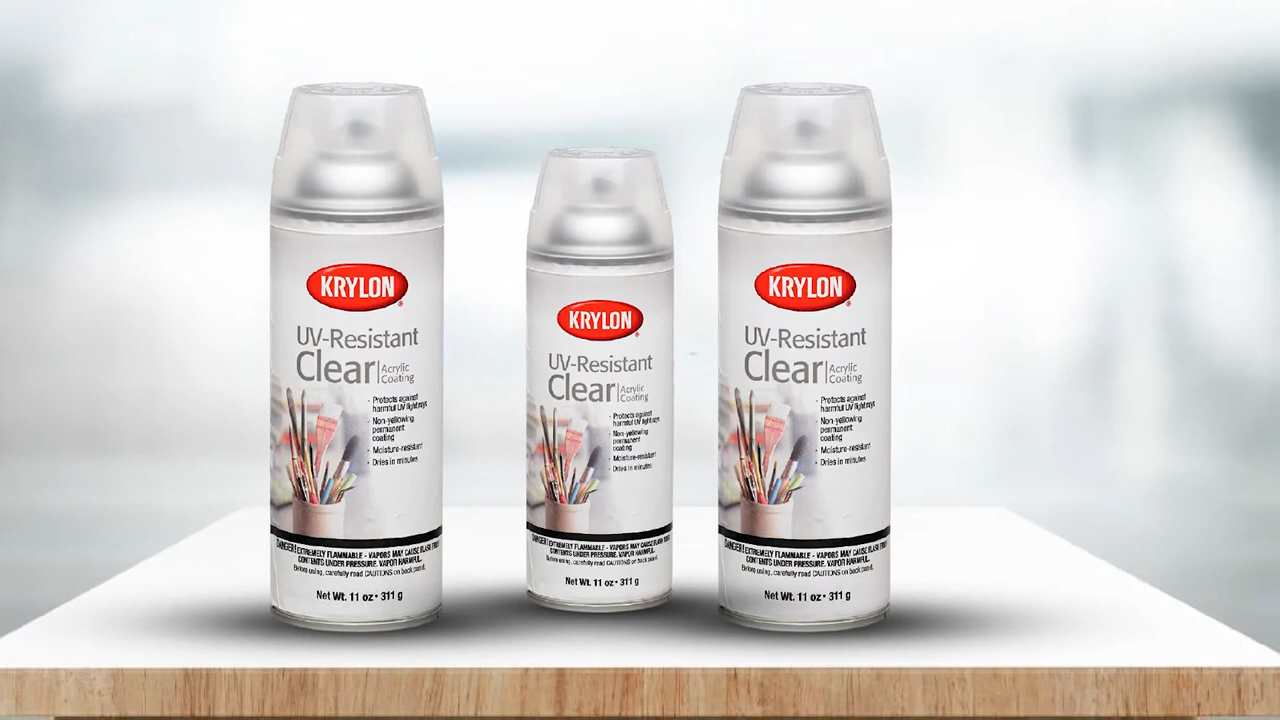 KRYLON®
UV-Resistant
Clear Acrylic
Coating
• Protects against
harmful UV light rays
• Non-yellowing
permanent
coating
• Moisture-resistant
• Dries in minutes
DANGER! EXTREMELY FLAMMABLE - VAPORS MAY CAUSE FLASH FIRE.
CONTENTS UNDER PRESSURE. VAPOR HARMFUL.
Before using, carefully read CAUTIONS on back panel.
Net Wt. 11 oz • 311 g
KRYLON®
UV-Resistant
Clear Acrylic
Coating
• Protects against
harmful UV light rays
• Non-yellowing
permanent
coating
• Moisture-resistant
• Dries in minutes
DANGER! EXTREMELY FLAMMABLE - VAPORS MAY CAUSE FLASH FIRE.
CONTENTS UNDER PRESSURE. VAPOR HARMFUL.
Before using, carefully read CAUTIONS on back panel.
Net Wt. 11 oz • 311 g
KRYLON®
UV-Resistant
Clear Acrylic
Coating
• Protects against
harmful UV light rays
• Non-yellowing
permanent
coating
• Moisture-resistant
• Dries in minutes
DANGER! EXTREMELY FLAMMABLE - VAPORS MAY CAUSE FLASH FIRE.
CONTENTS UNDER PRESSURE. VAPOR HARMFUL.
Before using, carefully read CAUTIONS on back panel.
Net Wt. 11 oz • 311 g